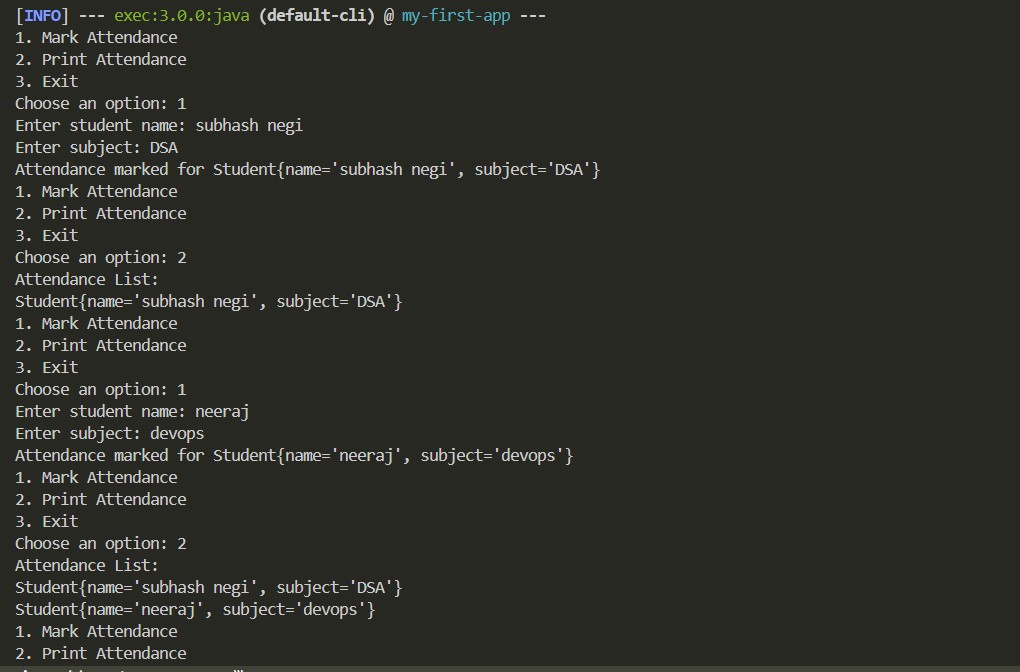 [INFO] --- exec:3.0.0:java (default-cli) @ my-first-app ---
1. Mark Attendance
2. Print Attendance
3. Exit
Choose an option: 1
Enter student name: subhash negi
Enter subject: DSA
Attendance marked for Student{name='subhash negi', subject='DSA'}
1. Mark Attendance
2. Print Attendance
3. Exit
Choose an option: 2
Attendance List:
Student{name='subhash negi', subject='DSA'}
1. Mark Attendance
2. Print Attendance
3. Exit
Choose an option: 1
Enter student name: neeraj
Enter subject: devops
Attendance marked for Student{name='neeraj', subject='devops'}
1. Mark Attendance
2. Print Attendance
3. Exit
Choose an option: 2
Attendance List:
Student{name='subhash negi', subject='DSA'}
Student{name='neeraj', subject='devops'}
1. Mark Attendance
2. Print Attendance